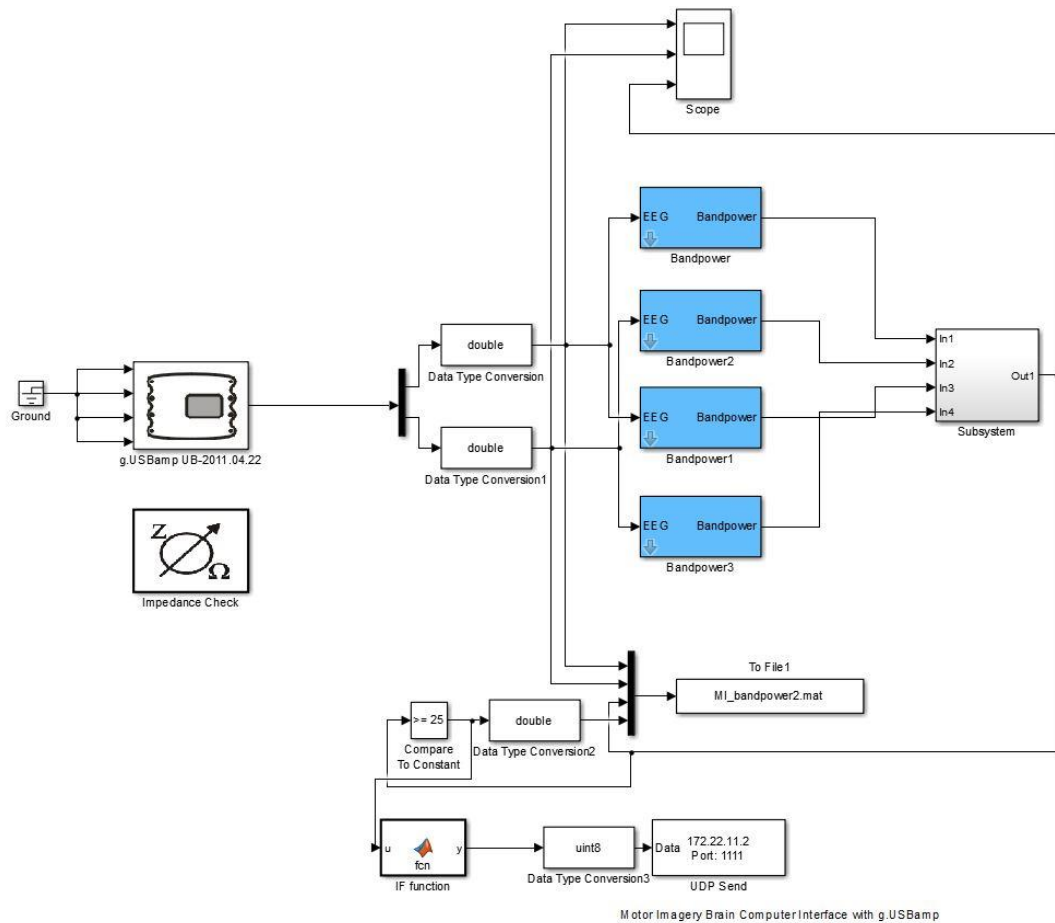 Scope
EEG Bandpower
Bandpower
EEG Bandpower
Bandpower2
double
Data Type Conversion
In1
In2
In3
In4
Out1
Subsystem
Ground
EEG Bandpower
Bandpower1
double
Data Type Conversion1
g.USBamp UB-2011.04.22
EEG Bandpower
Bandpower3
Z
Ω
Impedance Check
To File1
MI_bandpower2.mat
>= 25
Compare
To Constant
double
Data Type Conversion2
u fcn y
IF function
uint8
Data Type Conversion3
Data 172.22.11.2
Port: 1111
UDP Send
Motor Imagery Brain Computer Interface with g.USBamp